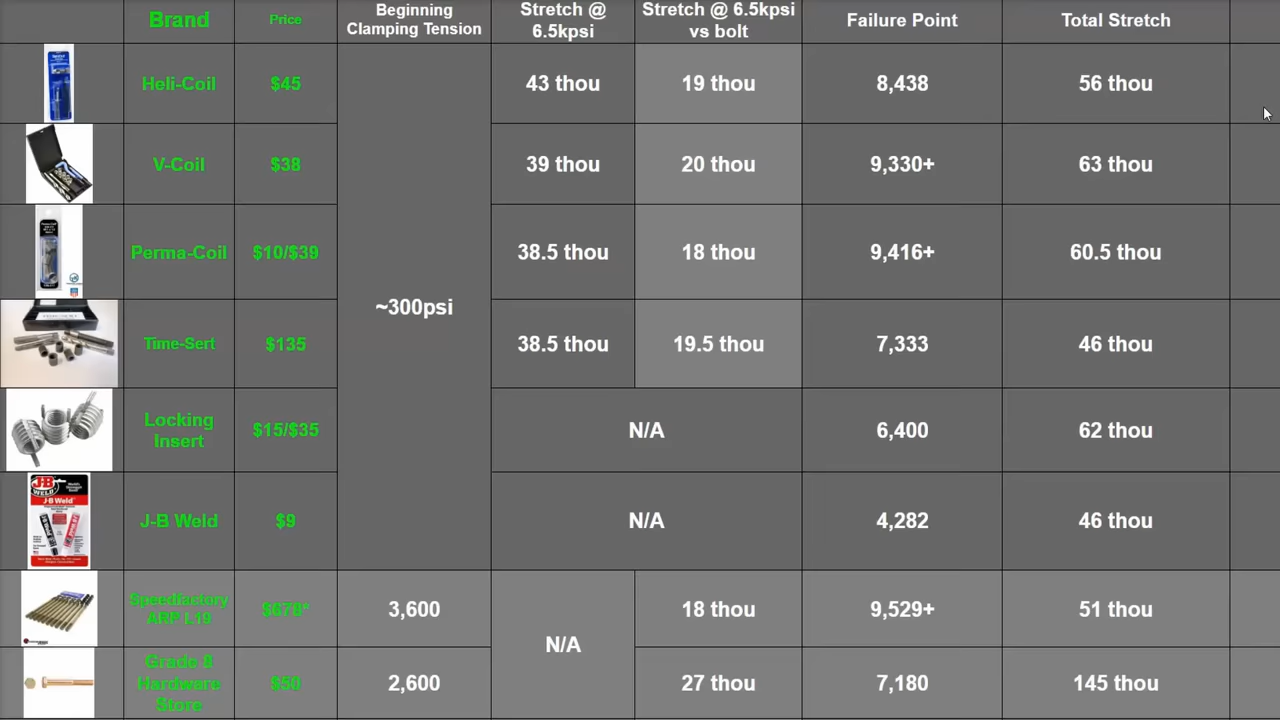 Brand
Price
Beginning
Clamping Tension
Stretch @
6.5kpsi
Stretch @ 6.5kpsi
vs bolt
Failure Point
Total Stretch
Heli-Coil
$45
43 thou
19 thou
8,438
56 thou
V-Coil
$38
39 thou
20 thou
9,330+
63 thou
Perma-Coil
$10/$39
38.5 thou
18 thou
9,416+
60.5 thou
~300psi
Time-Sert
$135
38.5 thou
19.5 thou
7,333
46 thou
Locking
Insert
$15/$35
N/A
6,400
62 thou
J-B WELD
J-B Weld
J-B Weld
$9
N/A
4,282
46 thou
Speedfactory
ARP L19
3,600
N/A
18 thou
9,529+
51 thou
Grade 8
Hardware
Store
$50
2,600
27 thou
7,180
145 thou